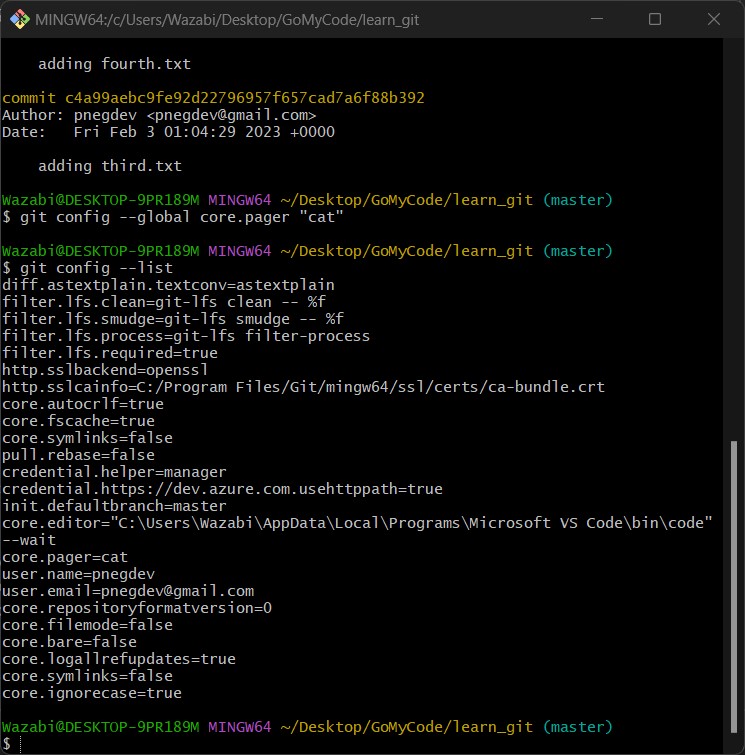 MINGW64:/c/Users/Wazabi/Desktop/GoMyCode/learn_git
adding fourth.txt
commit c4a99aebc9fe92d22796957f657cad7a6f88b392
Author: pnegdev <pnegdev@gmail.com>
Date:   Fri Feb 3 01:04:29 2023 +0000
adding third.txt
Wazabi@DESKTOP-9PR189M MINGW64 ~/Desktop/GoMyCode/learn_git (master)
$ git config --global core.pager "cat"
Wazabi@DESKTOP-9PR189M MINGW64 ~/Desktop/GoMyCode/learn_git (master)
$ git config --list
diff.astextplain.textconv=astextplain
filter.lfs.clean=git-lfs clean -- %f
filter.lfs.smudge=git-lfs smudge -- %f
filter.lfs.process=git-lfs filter-process
filter.lfs.required=true
http.sslbackend=openssl
http.sslcainfo=C:/Program Files/Git/mingw64/ssl/certs/ca-bundle.crt
core.autocrlf=true
core.fscache=true
core.symlinks=false
pull.rebase=false
credential.helper=manager
credential.https://dev.azure.com.usehttppath=true
init.defaultbranch=master
core.editor="C:\Users\Wazabi\AppData\Local\Programs\Microsoft VS Code\bin\code"
--wait
core.pager=cat
user.name=pnegdev
user.email=pnegdev@gmail.com
core.repositoryformatversion=0
core.filemode=false
core.bare=false
core.logallrefupdates=true
core.symlinks=false
core.ignorecase=true
Wazabi@DESKTOP-9PR189M MINGW64 ~/Desktop/GoMyCode/learn_git (master)
$